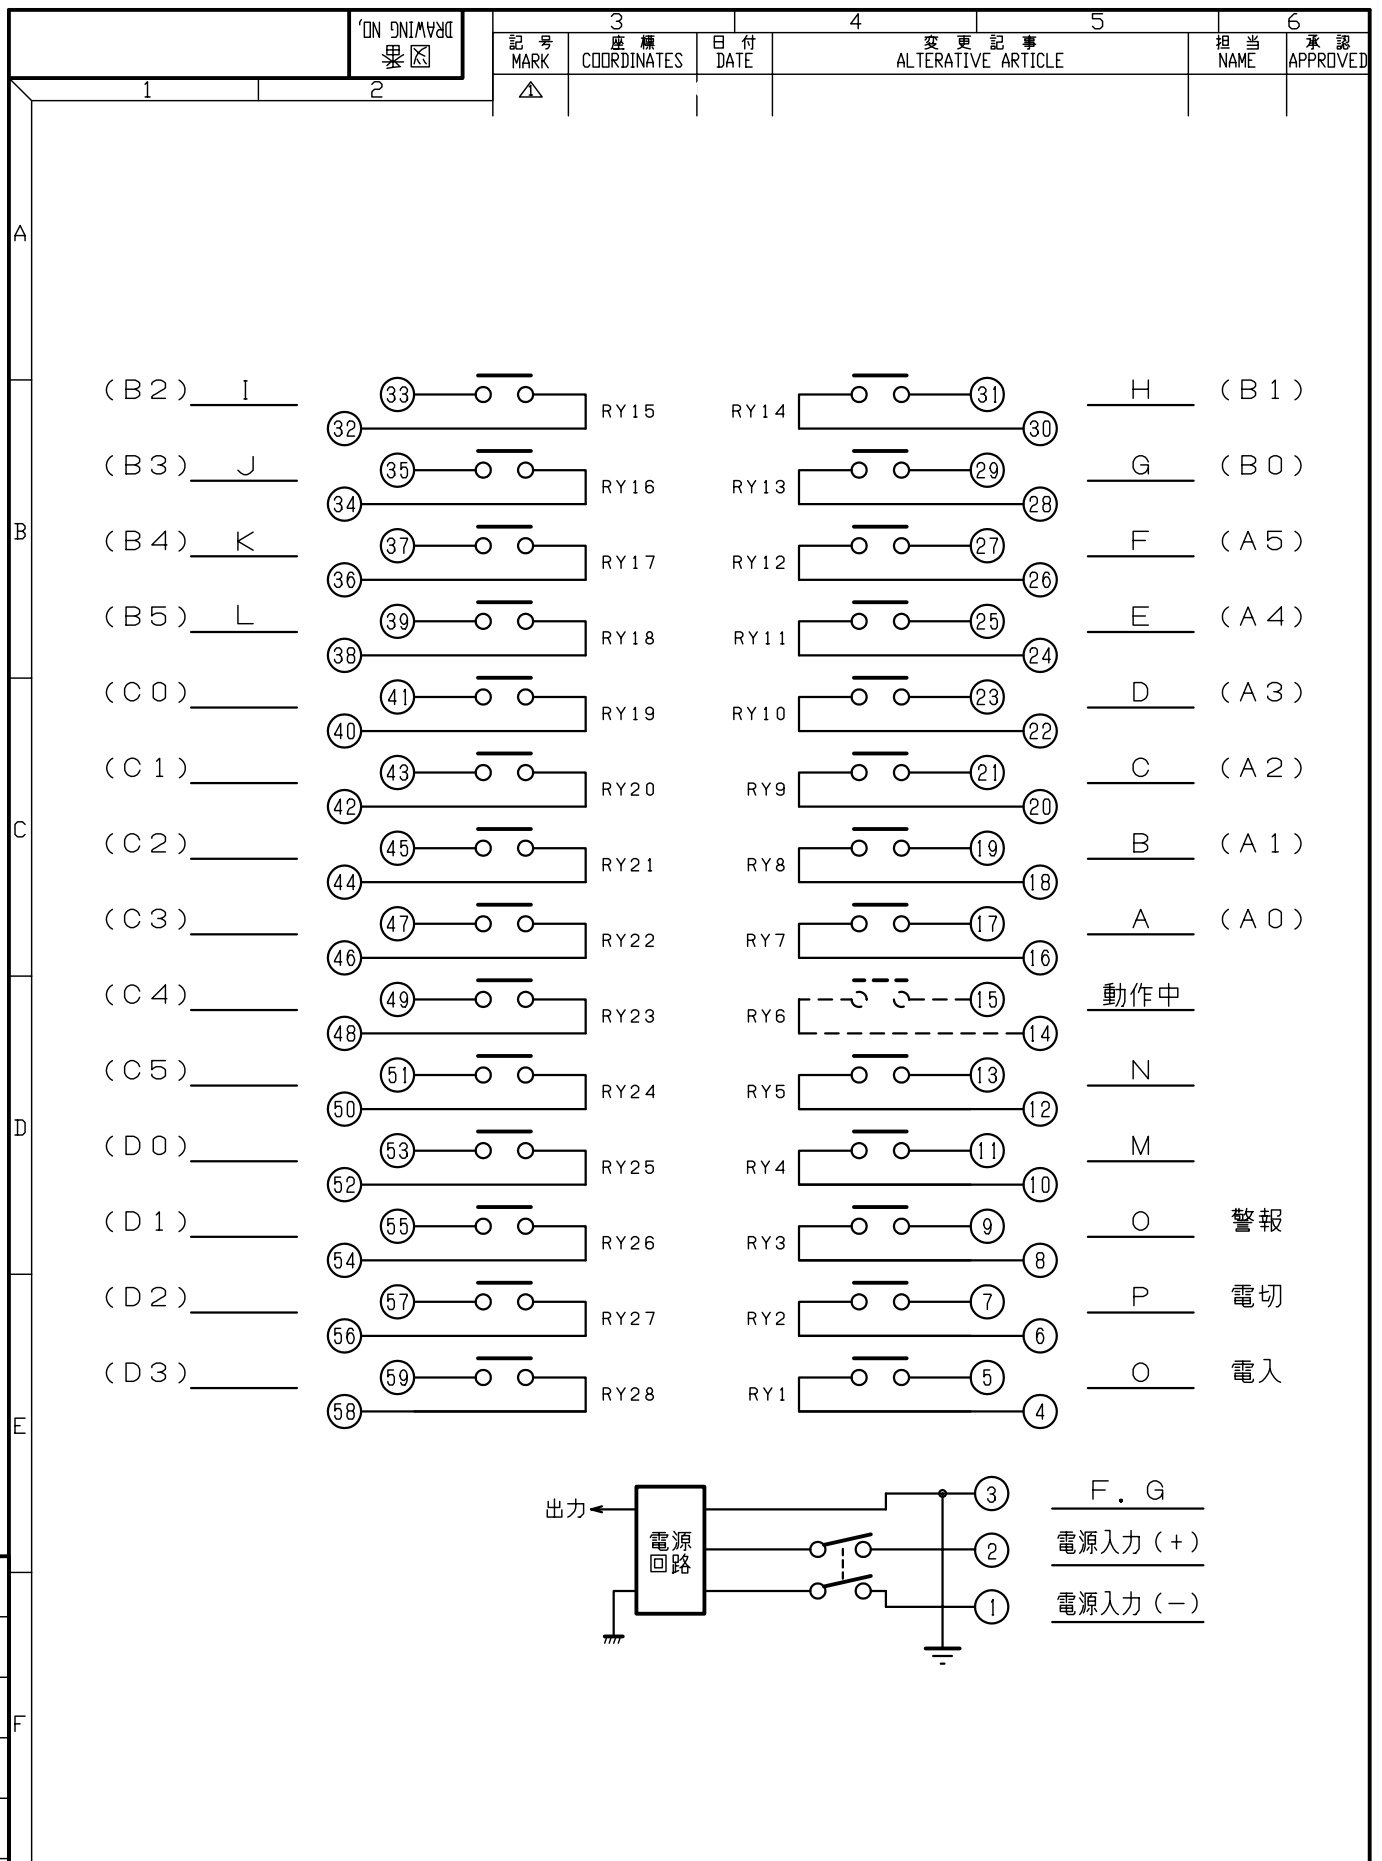 DRAWING NO,
図番
1 2 3 4 5 6
記号 座標 日付 変更記事 担当 承認
MARK COORDINATES DATE ALTERATIVE ARTICLE NAME APPROVED
1
A
(B2) I 33 RY15 RY14 31 H (B1)
32 30
(B3) J 35 RY16 RY13 29 G (B0)
34 28
B
(B4) K 37 RY17 RY12 27 F (A5)
36 26
(B5) L 39 RY18 RY11 25 E (A4)
38 24
(C0) 41 RY19 RY10 23 D (A3)
40 22
(C1) 43 RY20 RY9 21 C (A2)
42 20
C
(C2) 45 RY21 RY8 19 B (A1)
44 18
(C3) 47 RY22 RY7 17 A (A0)
46 16
(C4) 49 RY23 RY6 15 動作中
48 14
(C5) 51 RY24 RY5 13 N
50 12
D
(D0) 53 RY25 RY4 11 M
52 10
(D1) 55 RY26 RY3 9 O 警報
54 8
(D2) 57 RY27 RY2 7 P 電切
56 6
(D3) 59 RY28 RY1 5 O 電入
58 4
E
出力 電源 3 F.G
回路 2 電源入力(+)
1 電源入力(−)
F